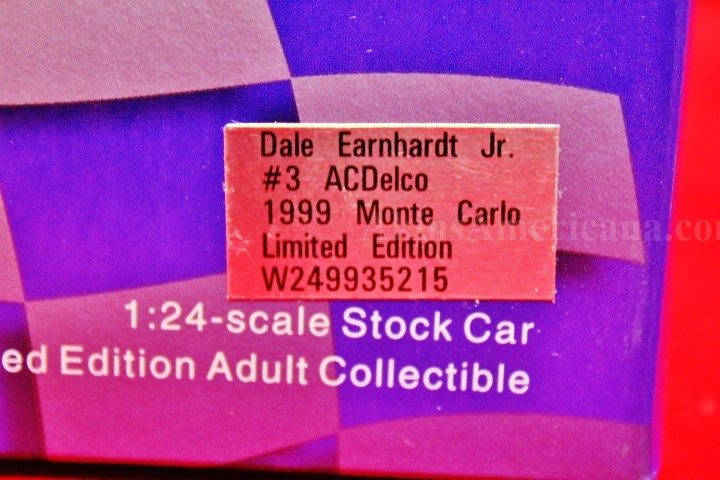 Dale Earnhardt Jr.
#3 ACDelco
1999 Monte Carlo
Limited Edition
W249935215
1:24-scale Stock Car
ed Edition Adult Collectible